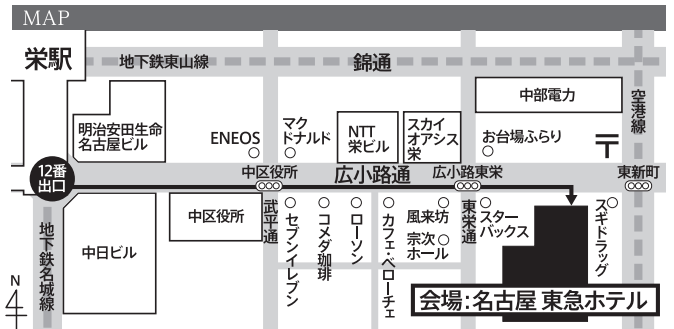 MAP
栄駅
地下鉄東山線
錦通
空港線
中部電力
明治安田生命
名古屋ビル
ENEOS
マク
ドナルド
NTT
栄ビル
スカイ
オアシス
栄
お台場ふらり
〒
12番
出口
中区役所
広小路通
広小路東栄
東新町
中区役所
武平通
セブンイレブン
コメダ珈琲
ローソン
カフェ・ベローチェ
風来坊
宗次
ホール
東栄通
スター
バックス
スギドラッグ
地下鉄名城線
中日ビル
N
会場:名古屋 東急ホテル